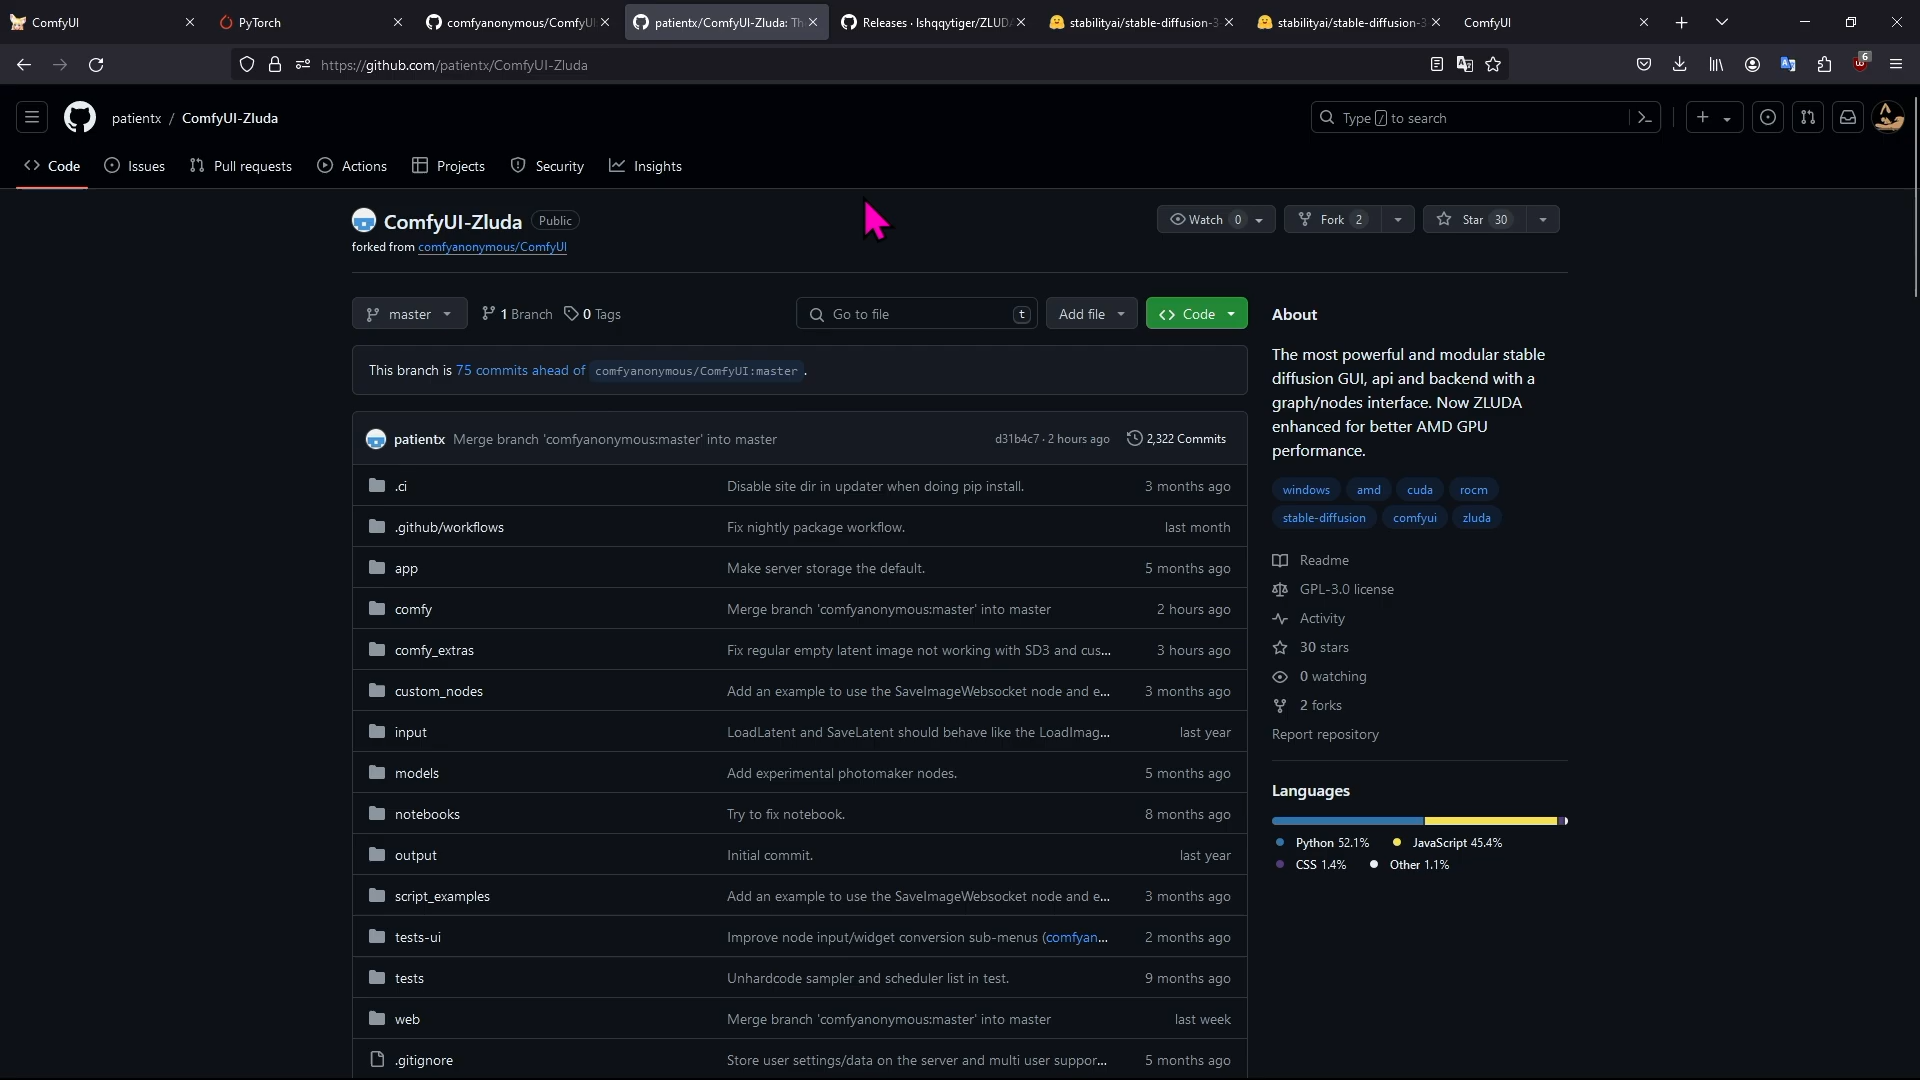 ComfyUI
PyTorch
comfyanonymous/ComfyUI
patientx/ComfyUI-Zluda: Th
Releases · lshqqytiger/ZLUD
stabilityai/stable-diffusion-3
stabilityai/stable-diffusion-3
ComfyUI
https://github.com/patientx/ComfyUI-Zluda
6
patientx / ComfyUI-Zluda
Type / to search
Code
Issues
Pull requests
Actions
Projects
Security
Insights
ComfyUI-Zluda
Public
forked from comfyanonymous/ComfyUI
Watch 0
Fork 2
Star 30
master
1 Branch
0 Tags
Go to file
t
Add file
Code
This branch is 75 commits ahead of comfyanonymous/ComfyUI:master .
patientx Merge branch 'comfyanonymous:master' into master d31b4c7 · 2 hours ago 2,322 Commits
.ci Disable site dir in updater when doing pip install. 3 months ago
.github/workflows Fix nightly package workflow. last month
app Make server storage the default. 5 months ago
comfy Merge branch 'comfyanonymous:master' into master 2 hours ago
comfy_extras Fix regular empty latent image not working with SD3 and cus... 3 hours ago
custom_nodes Add an example to use the SaveImageWebsocket node and e... 3 months ago
input LoadLatent and SaveLatent should behave like the LoadImag... last year
models Add experimental photomaker nodes. 5 months ago
notebooks Try to fix notebook. 8 months ago
output Initial commit. last year
script_examples Add an example to use the SaveImageWebsocket node and e... 3 months ago
tests-ui Improve node input/widget conversion sub-menus (comfyan... 2 months ago
tests Unhardcode sampler and scheduler list in test. 9 months ago
web Merge branch 'comfyanonymous:master' into master last week
.gitignore Store user settings/data on the server and multi user suppor... 5 months ago
About
The most powerful and modular stable
diffusion GUI, api and backend with a
graph/nodes interface. Now ZLUDA
enhanced for better AMD GPU
performance.
windows amd cuda rocm
stable-diffusion comfyui zluda
Readme
GPL-3.0 license
Activity
30 stars
0 watching
2 forks
Report repository
Languages
Python 52.1% JavaScript 45.4%
CSS 1.4% Other 1.1%